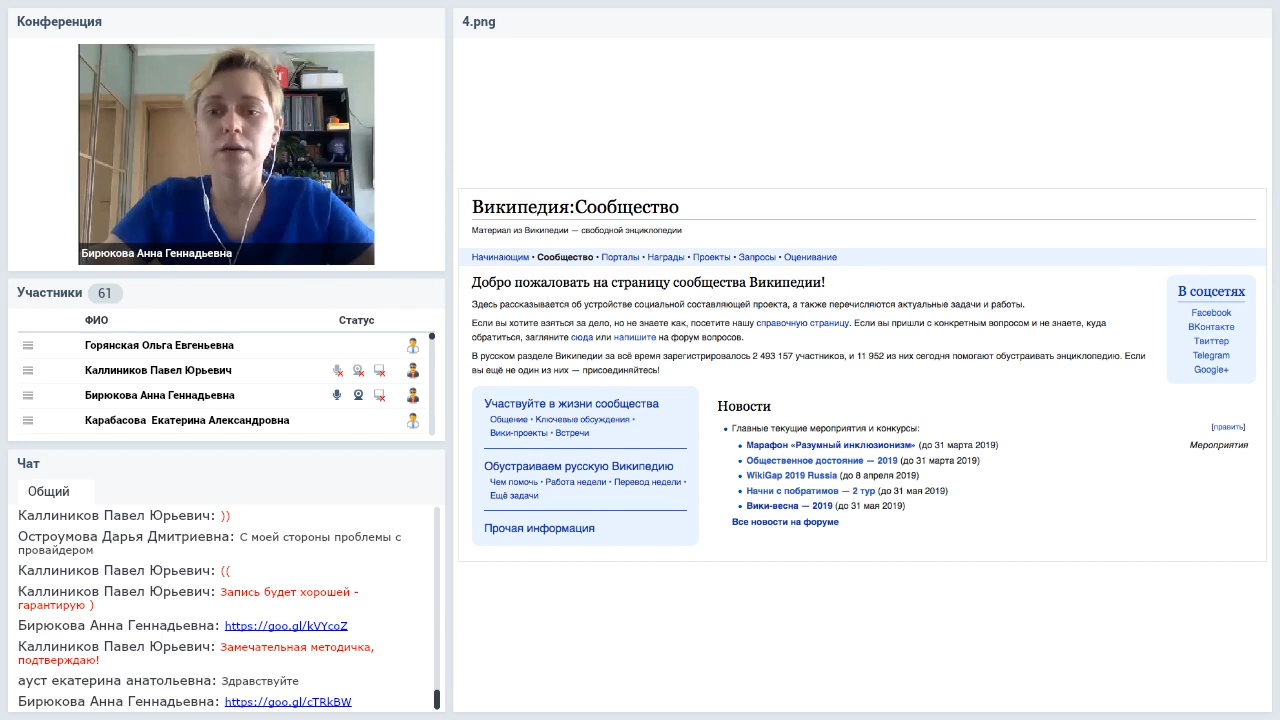 Конференция
Бирюкова Анна Геннадьевна
Участники 61
ФИО Статус
Горянская Ольга Евгеньевна
Каллиников Павел Юрьевич
Бирюкова Анна Геннадьевна
Карабасова Екатерина Александровна
Чат
Общий
Каллиников Павел Юрьевич: ))
Остроумова Дарья Дмитриевна: С моей стороны проблемы с
провайдером
Каллиников Павел Юрьевич: ((
Каллиников Павел Юрьевич: Запись будет хорошей -
гарантирую )
Бирюкова Анна Геннадьевна: https://goo.gl/kVYcoZ
Каллиников Павел Юрьевич: Замечательная методичка,
подтверждаю!
ауст екатерина анатольевна: Здравствуйте
Бирюкова Анна Геннадьевна: https://goo.gl/cTRkBW
4.png
Википедия:Сообщество
Материал из Википедии — свободной энциклопедии
Начинающим • Сообщество • Порталы • Награды • Проекты • Запросы • Оценивание
Добро пожаловать на страницу сообщества Википедии!
Здесь рассказывается об устройстве социальной составляющей проекта, а также перечисляются актуальные задачи и работы.
Если вы хотите взяться за дело, но не знаете как, посетите нашу справочную страницу. Если вы пришли с конкретным вопросом и не знаете, куда
обратиться, загляните сюда или напишите на форум вопросов.
В русском разделе Википедии за всё время зарегистрировалось 2 493 157 участников, и 11 952 из них сегодня помогают обустраивать энциклопедию. Если
вы ещё не один из них — присоединяйтесь!
В соцсетях
Facebook
ВКонтакте
Твиттер
Telegram
Google+
Участвуйте в жизни сообщества
Общение • Ключевые обсуждения •
Вики-проекты • Встречи
Обустраиваем русскую Википедию
Чем помочь • Работа недели • Перевод недели •
Ещё задачи
Прочая информация
Новости
[править]
• Главные текущие мероприятия и конкурсы:
Мероприятия
• Марафон «Разумный инклюзионизм» (до 31 марта 2019)
• Общественное достояние — 2019 (до 31 марта 2019)
• WikiGap 2019 Russia (до 8 апреля 2019)
• Начни с побратимов — 2 тур (до 31 мая 2019)
• Вики-весна — 2019 (до 31 мая 2019)
Все новости на форуме